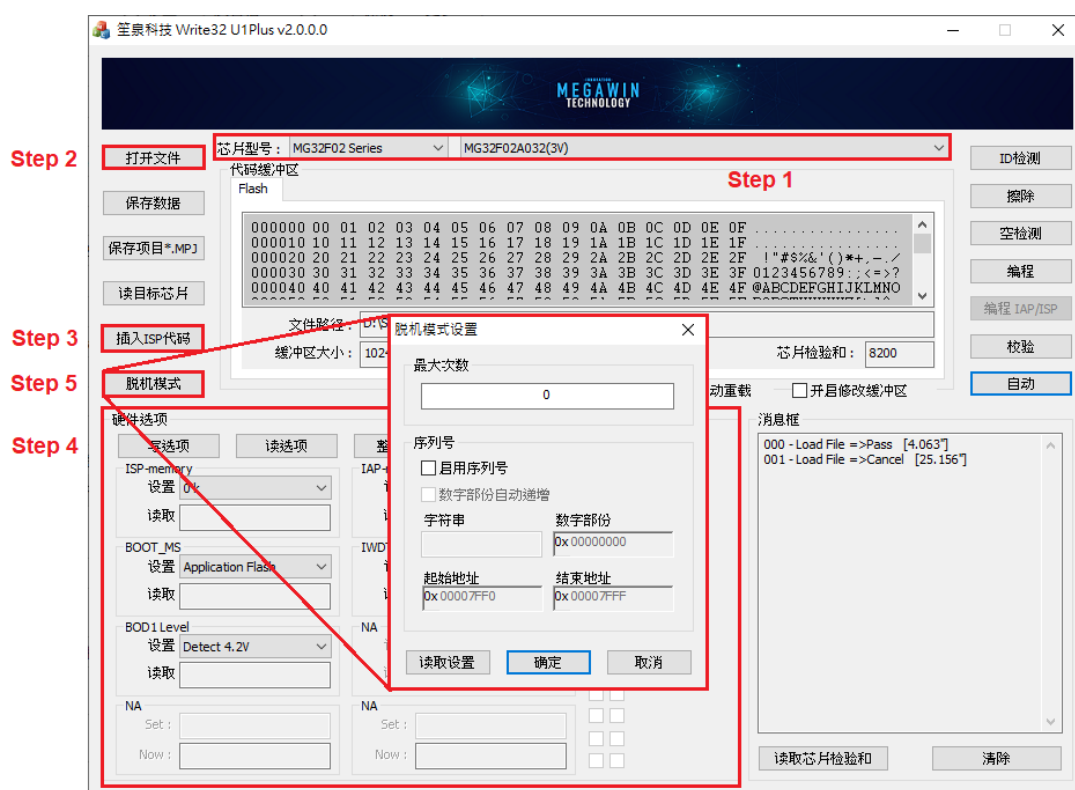 笙泉科技 Write32 U1Plus v2.0.0.0
MEGAWIN
TECHNOLOGY
Step 2
打开文件
芯片型号： MG32F02 Series MG32F02A032(3V)
Step 1
ID检测
代码缓冲区
Flash
保存数据
擦除
000000 00 01 02 03 04 05 06 07 08 09 0A 0B 0C 0D 0E 0F ................
000010 10 11 12 13 14 15 16 17 18 19 1A 1B 1C 1D 1E 1F ................
000020 20 21 22 23 24 25 26 27 28 29 2A 2B 2C 2D 2E 2F !"#$%&'()*+,-./
000030 30 31 32 33 34 35 36 37 38 39 3A 3B 3C 3D 3E 3F 0123456789:;<=>?
000040 40 41 42 43 44 45 46 47 48 49 4A 4B 4C 4D 4E 4F @ABCDEFGHIJKLMNO
保存项目*.MPJ
空检测
读目标芯片
编程
编程 IAP/ISP
Step 3
插入ISP代码
文件路径： D:\S
缓冲区大小： 1024
芯片检验和： 8200
校验
Step 5
脱机模式
动重载
开启修改缓冲区
自动
脱机模式设置
最大次数
0
序列号
启用序列号
数字部份自动递增
字符串 数字部份
0x 00000000
起始地址 结束地址
0x 00007FF0 0x 00007FFF
读取设置 确定 取消
Step 4
硬件选项
写选项 读选项 整
ISP-memory
设置 0 k
读取
BOOT_MS
设置 Application Flash
读取
BOD1 Level
设置 Detect 4.2V
读取
NA
Set :
Now :
NA
NA
Set :
Now :
消息框
000 - Load File =>Pass [4.063"]
001 - Load File =>Cancel [25.156"]
读取芯片检验和 清除